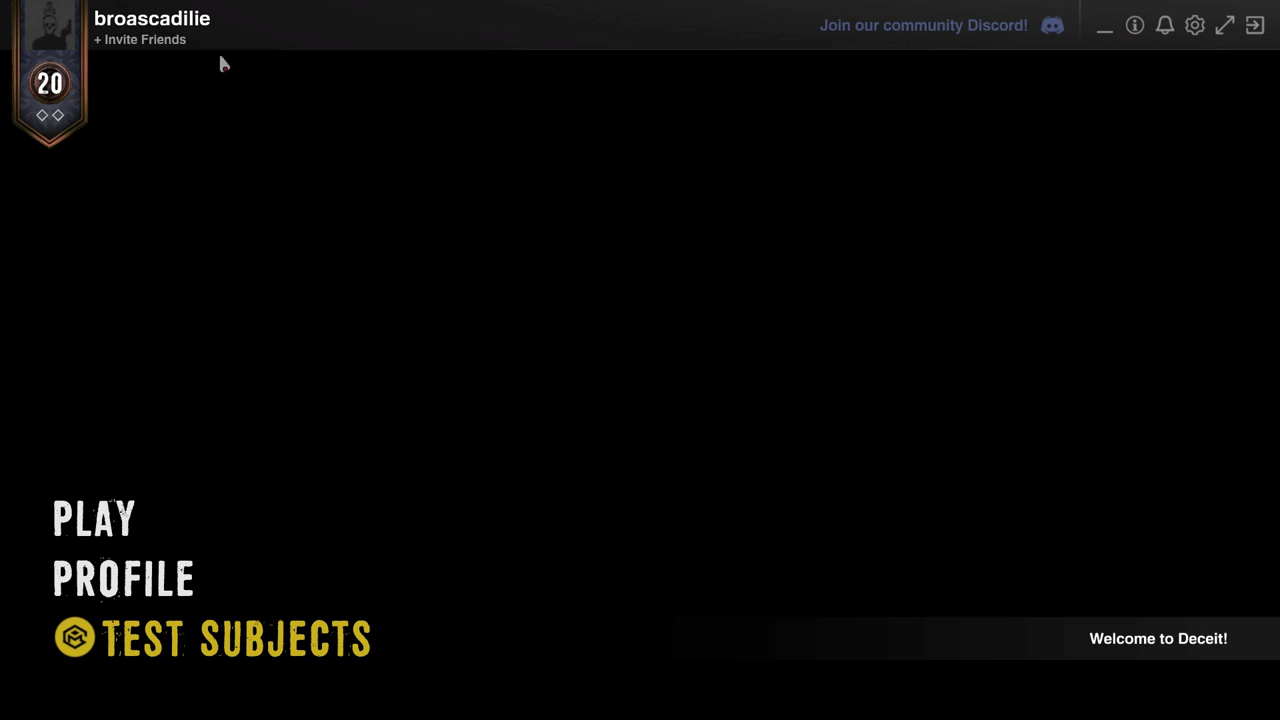 broascadilie
+ Invite Friends
Join our community Discord!
20
PLAY
PROFILE
TEST SUBJECTS
Welcome to Deceit!